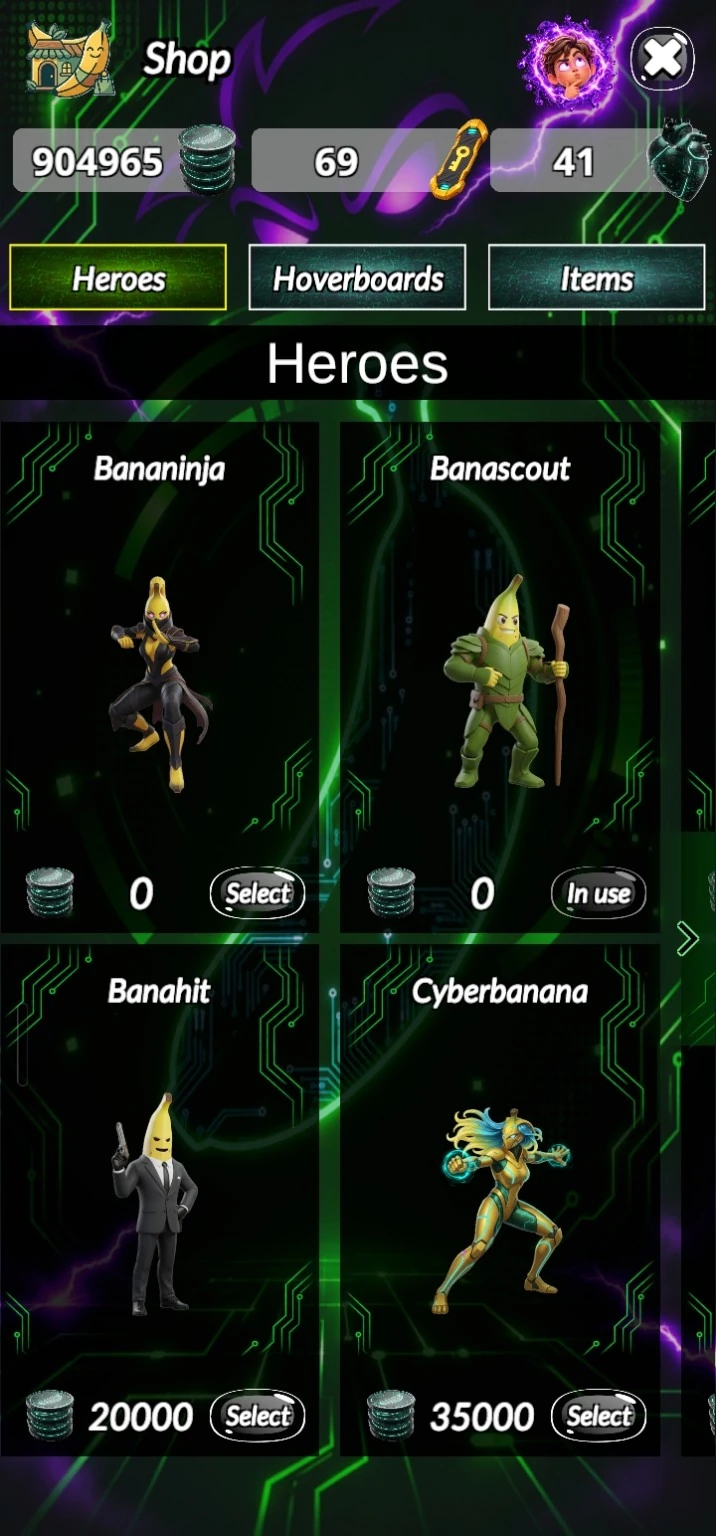 Shop
904965 69 41
Heroes Hoverboards Items
Heroes
Bananinja Banascout
0 Select 0 In use
Banahit Cyberbanana
20000 Select 35000 Select